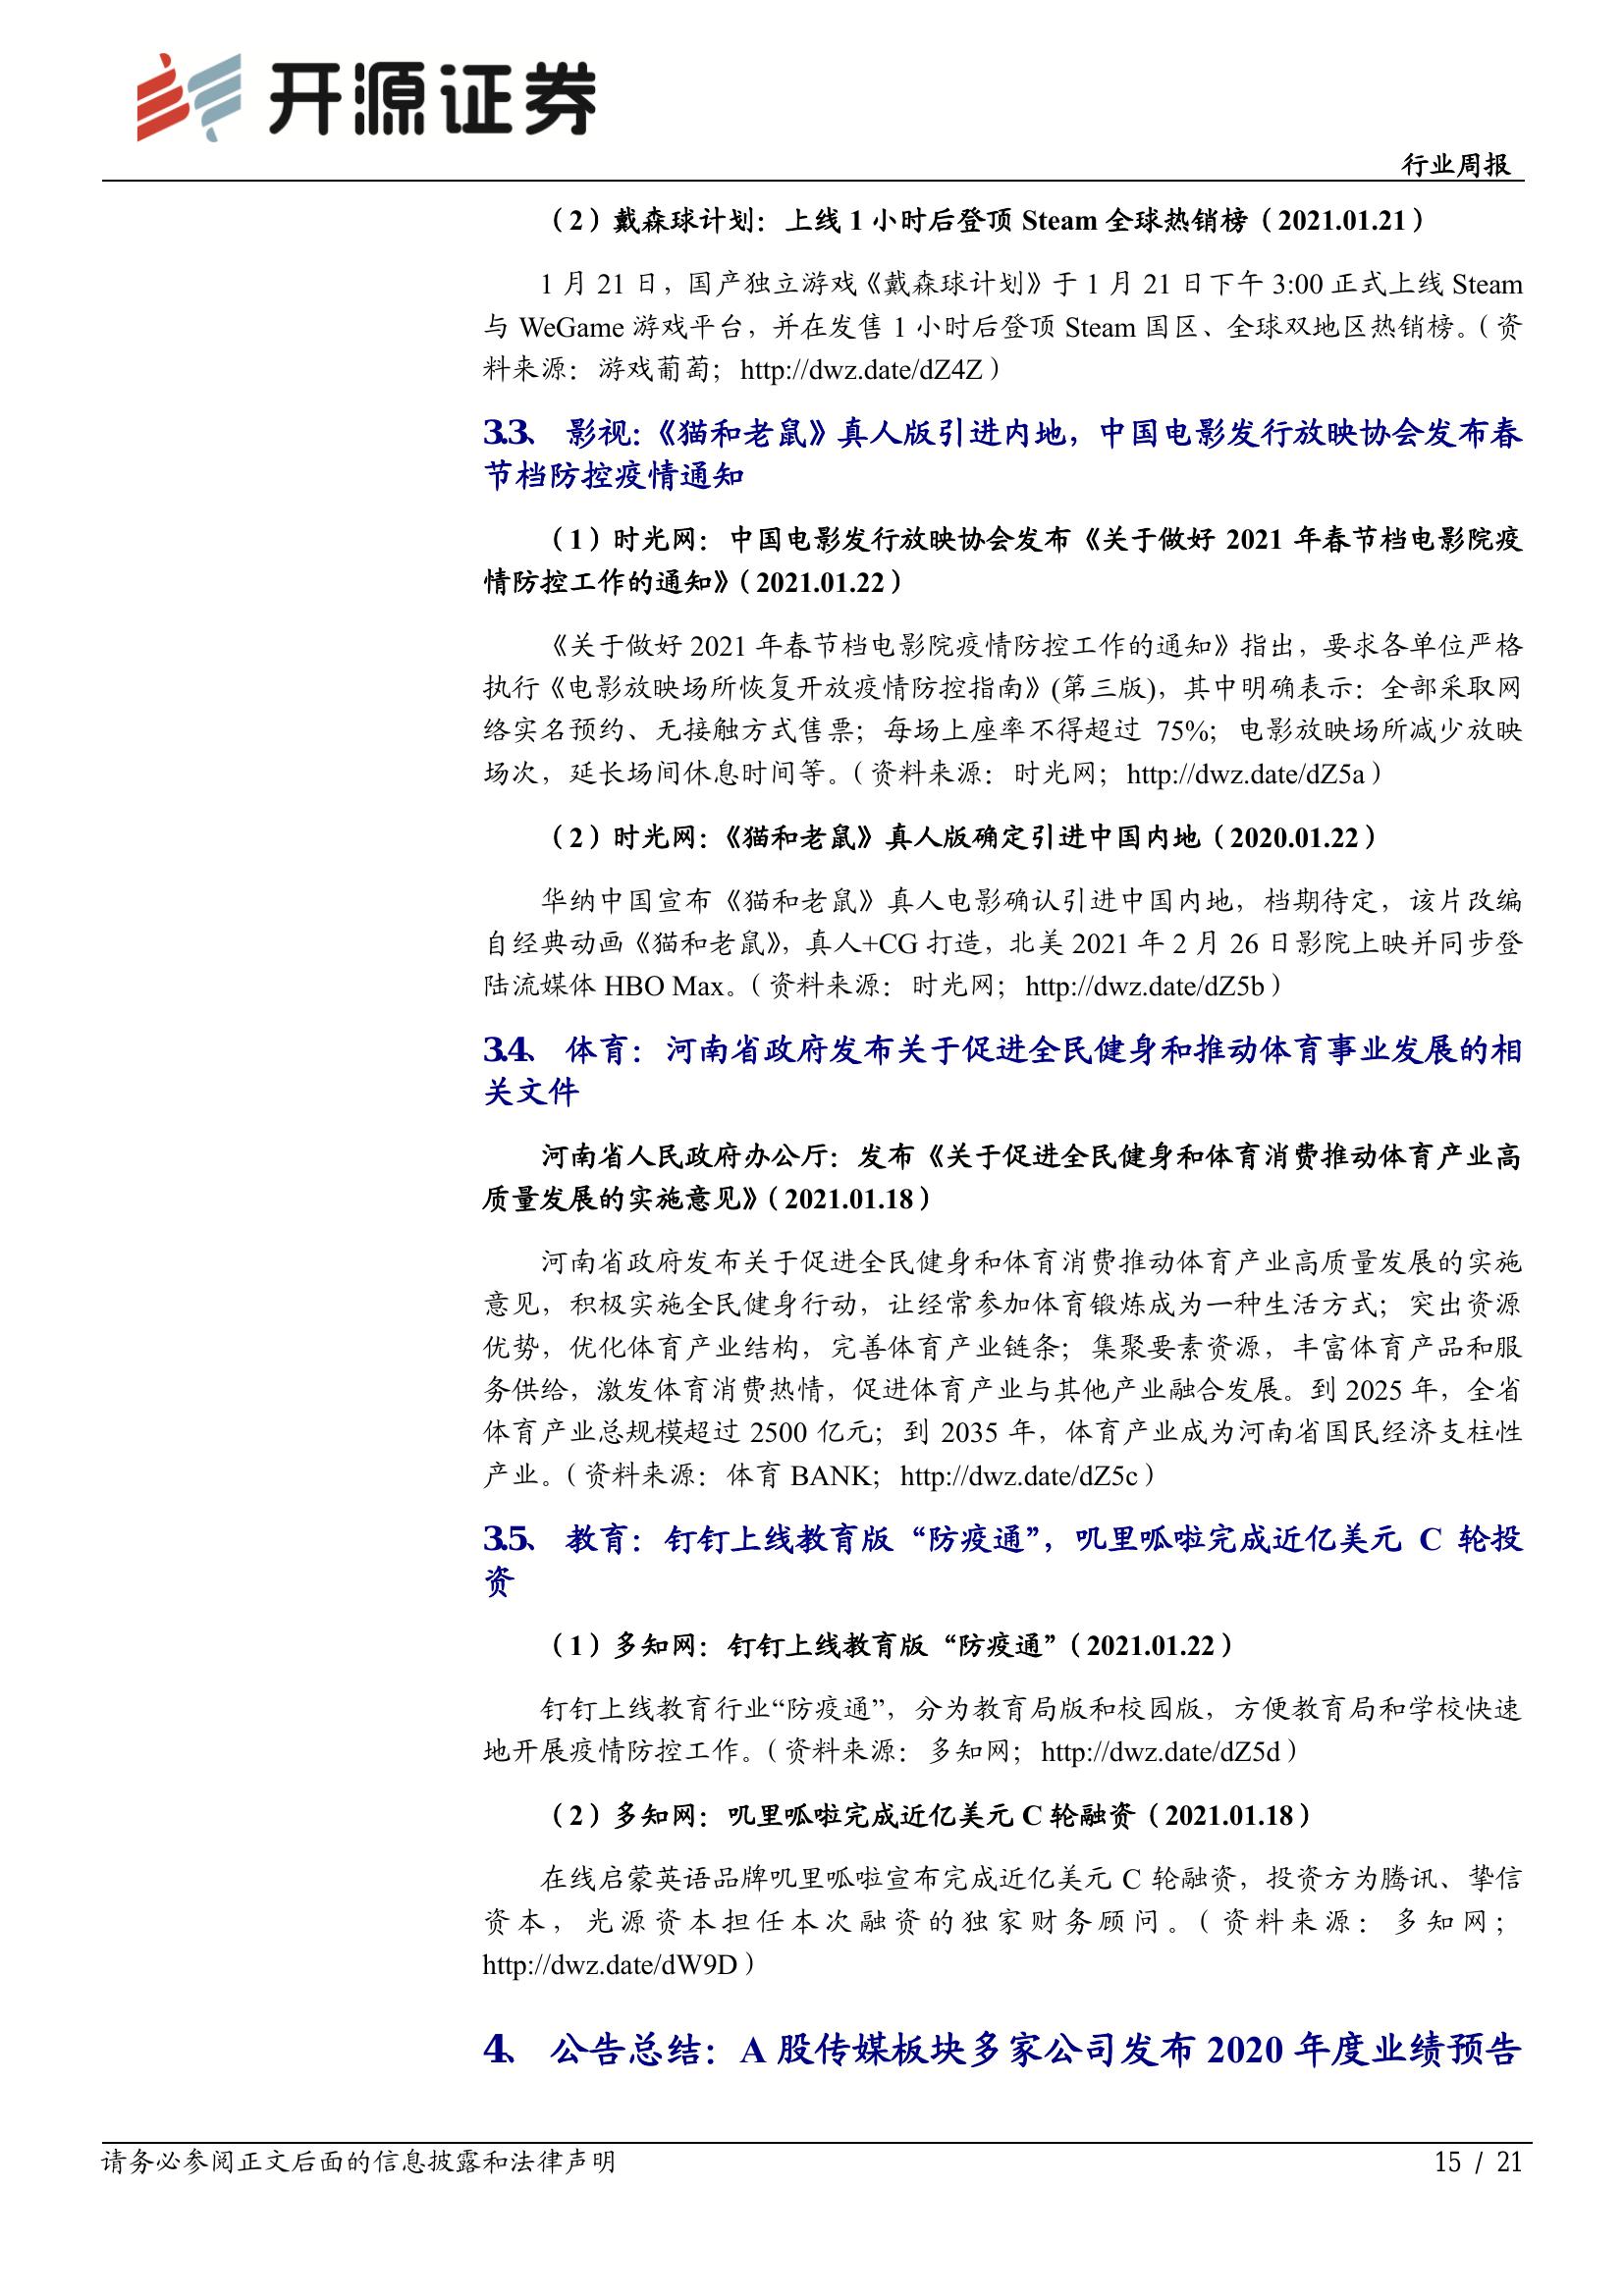 开源证券
行业周报
（2）戴森球计划：上线 1 小时后登顶 Steam 全球热销榜（2021.01.21）
1 月 21 日，国产独立游戏《戴森球计划》于 1 月 21 日下午 3:00 正式上线 Steam
与 WeGame 游戏平台，并在发售 1 小时后登顶 Steam 国区、全球双地区热销榜。（资
料来源：游戏葡萄；http://dwz.date/dZ4Z）
3.3、 影视：《猫和老鼠》真人版引进内地，中国电影发行放映协会发布春
节档防控疫情通知
（1）时光网：中国电影发行放映协会发布《关于做好 2021 年春节档电影院疫
情防控工作的通知》（2021.01.22）
《关于做好 2021 年春节档电影院疫情防控工作的通知》指出，要求各单位严格
执行《电影放映场所恢复开放疫情防控指南》(第三版)，其中明确表示：全部采取网
络实名预约、无接触方式售票；每场上座率不得超过 75%；电影放映场所减少放映
场次，延长场间休息时间等。（资料来源：时光网；http://dwz.date/dZ5a）
（2）时光网：《猫和老鼠》真人版确定引进中国内地（2020.01.22）
华纳中国宣布《猫和老鼠》真人电影确认引进中国内地，档期待定，该片改编
自经典动画《猫和老鼠》，真人+CG 打造，北美 2021 年 2 月 26 日影院上映并同步登
陆流媒体 HBO Max。（资料来源：时光网；http://dwz.date/dZ5b）
3.4、 体育：河南省政府发布关于促进全民健身和推动体育事业发展的相
关文件
河南省人民政府办公厅：发布《关于促进全民健身和体育消费推动体育产业高
质量发展的实施意见》（2021.01.18）
河南省政府发布关于促进全民健身和体育消费推动体育产业高质量发展的实施
意见，积极实施全民健身行动，让经常参加体育锻炼成为一种生活方式；突出资源
优势，优化体育产业结构，完善体育产业链条；集聚要素资源，丰富体育产品和服
务供给，激发体育消费热情，促进体育产业与其他产业融合发展。到 2025 年，全省
体育产业总规模超过 2500 亿元；到 2035 年，体育产业成为河南省国民经济支柱性
产业。（资料来源：体育 BANK；http://dwz.date/dZ5c）
3.5、 教育：钉钉上线教育版“防疫通”，叽里呱啦完成近亿美元 C 轮投
资
（1）多知网：钉钉上线教育版“防疫通”（2021.01.22）
钉钉上线教育行业“防疫通”，分为教育局版和校园版，方便教育局和学校快速
地开展疫情防控工作。（资料来源：多知网；http://dwz.date/dZ5d）
（2）多知网：叽里呱啦完成近亿美元 C 轮融资（2021.01.18）
在线启蒙英语品牌叽里呱啦宣布完成近亿美元 C 轮融资，投资方为腾讯、挚信
资本，光源资本担任本次融资的独家财务顾问。（资料来源：多知网；
http://dwz.date/dW9D）
4、 公告总结：A 股传媒板块多家公司发布 2020 年度业绩预告
请务必参阅正文后面的信息披露和法律声明
15 / 21